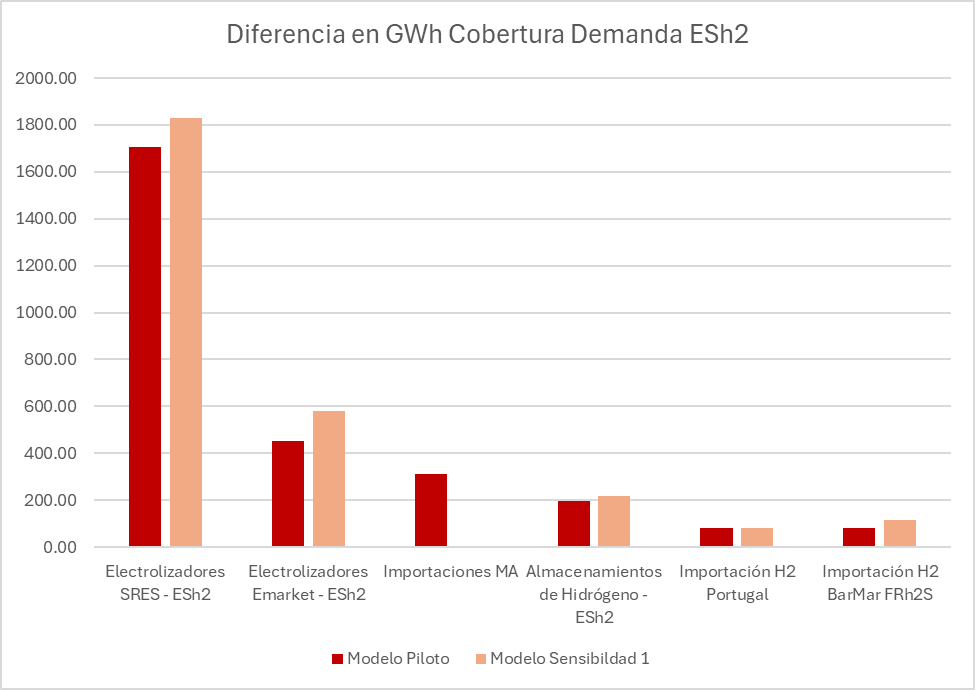 Diferencia en GWh Cobertura Demanda ESh2
2000.00
1800.00
1600.00
1400.00
1200.00
1000.00
800.00
600.00
400.00
200.00
0.00
Electrolizadores
SRES - ESh2
Electrolizadores
Emarket - ESh2
Importaciones MA
Almacenamientos
de Hidrógeno -
ESh2
Importación H2
Portugal
Importación H2
BarMar FRh2S
Modelo Piloto
Modelo Sensibildad 1